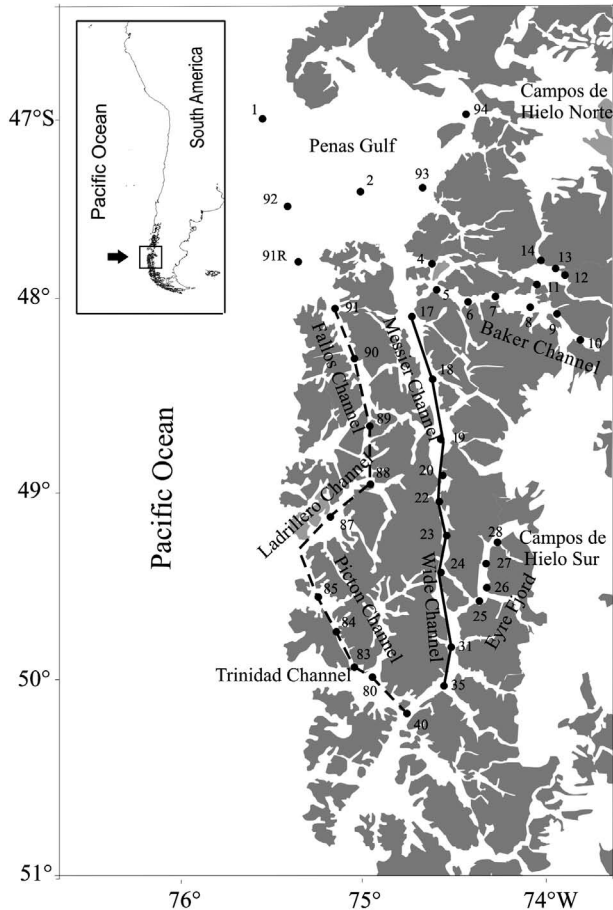 Pacific Ocean
South America
47°S
48°
49°
50°
51°
76°
75°
74°W
Campos de
Hielo Norte
Penas Gulf
1
94
2
93
92
91R
4
14
13
12
11
5
6
7
8
9
10
Baker Channel
91
17
90
Fallos Channel
Messier Channel
18
89
19
88
20
22
Ladrillero Channel
87
23
28
Campos de
Hielo Sur
24
27
26
25
Eyre Fjord
Picton Channel
Wide Channel
85
84
83
31
Trinidad Channel
80
35
40
Pacific Ocean